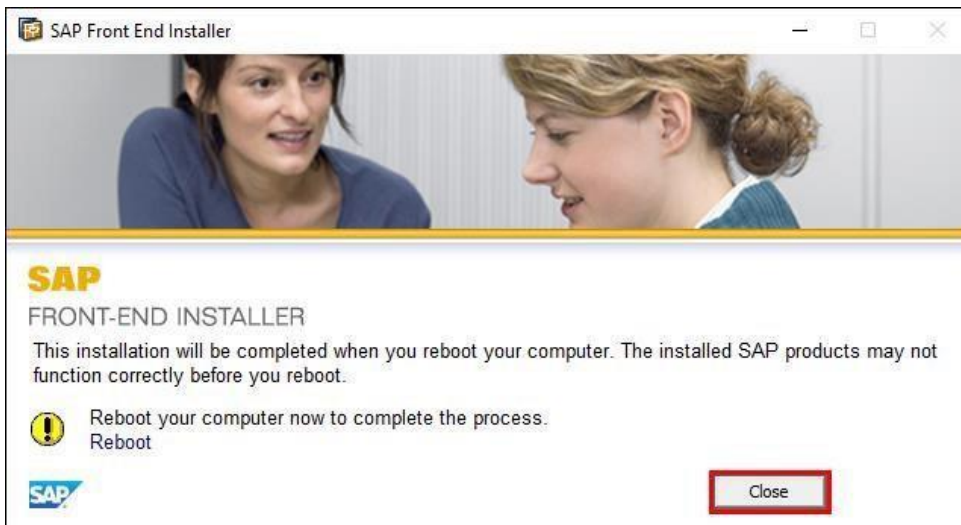 SAP Front End Installer
SAP
FRONT-END INSTALLER
This installation will be completed when you reboot your computer. The installed SAP products may not
function correctly before you reboot.
Reboot your computer now to complete the process.
Reboot
SAP
Close